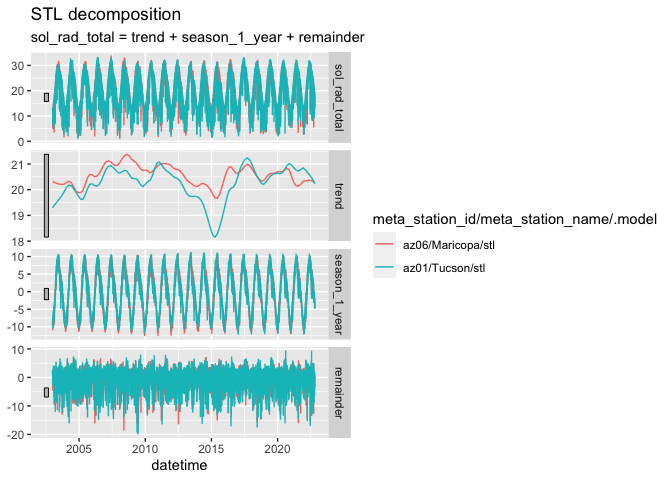 STL decomposition
sol_rad_total = trend + season_1_year + remainder
30
20
10
0
sol_rad_total
21
20
19
18
trend
10
5
0
-5
-10
season_1_year
10
0
-10
-20
remainder
2005 2010 2015 2020
datetime
meta_station_id/meta_station_name/.model
az06/Maricopa/stl
az01/Tucson/stl